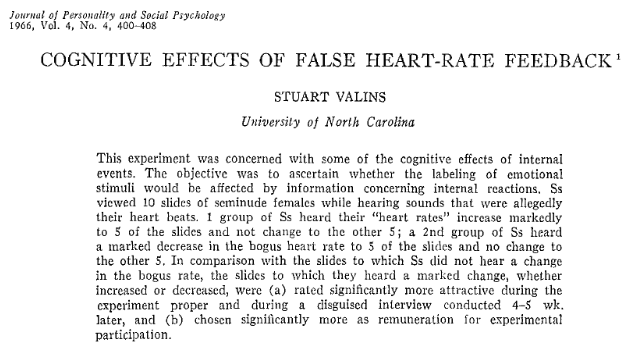 Journal of Personality and Social Psychology
1966, Vol. 4, No. 4, 400-408
COGNITIVE EFFECTS OF FALSE HEART-RATE FEEDBACK 1
STUART VALINS
University of North Carolina
This experiment was concerned with some of the cognitive effects of internal
events. The objective was to ascertain whether the labeling of emotional
stimuli would be affected by information concerning internal reactions. Ss
viewed 10 slides of seminude females while hearing sounds that were allegedly
their heart beats. 1 group of Ss heard their "heart rates" increase markedly
to 5 of the slides and not change to the other 5; a 2nd group of Ss heard
a marked decrease in the bogus heart rate to 5 of the slides and no change to
the other 5. In comparison with the slides to which Ss did not hear a change
in the bogus rate, the slides to which they heard a marked change, whether
increased or decreased, were (a) rated significantly more attractive during the
experiment proper and during a disguised interview conducted 4-5 wk.
later, and (b) chosen significantly more as remuneration for experimental
participation.